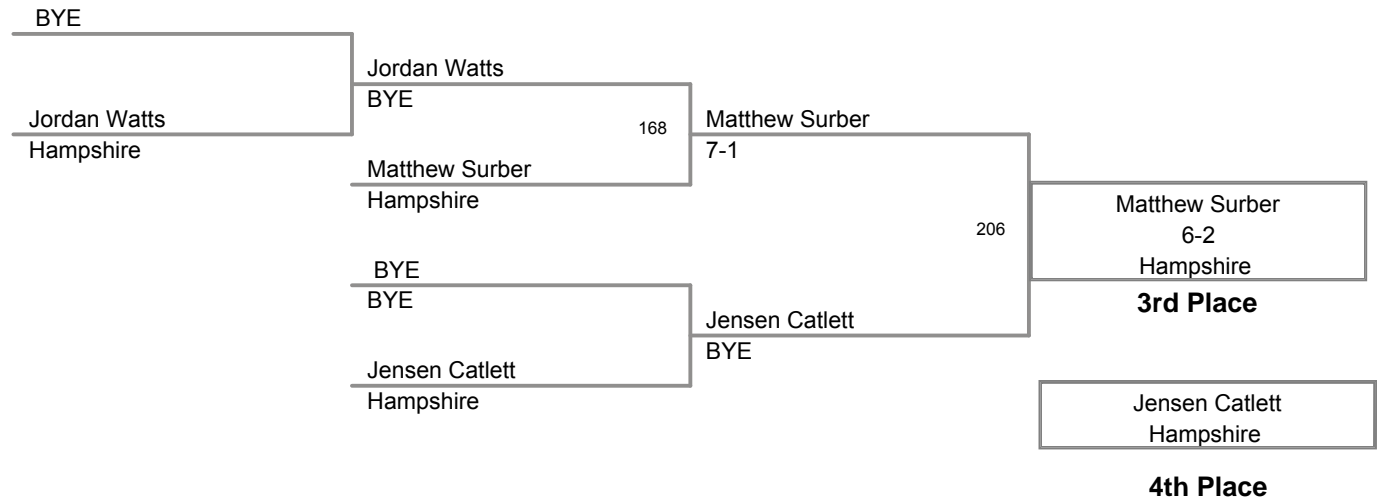 BYE
Jordan Watts
BYE
Jordan Watts
Hampshire
168
Matthew Surber
7-1
Matthew Surber
Hampshire
206
Matthew Surber
6-2
Hampshire
3rd Place
BYE
BYE
Jensen Catlett
BYE
Jensen Catlett
Hampshire
Jensen Catlett
Hampshire
4th Place